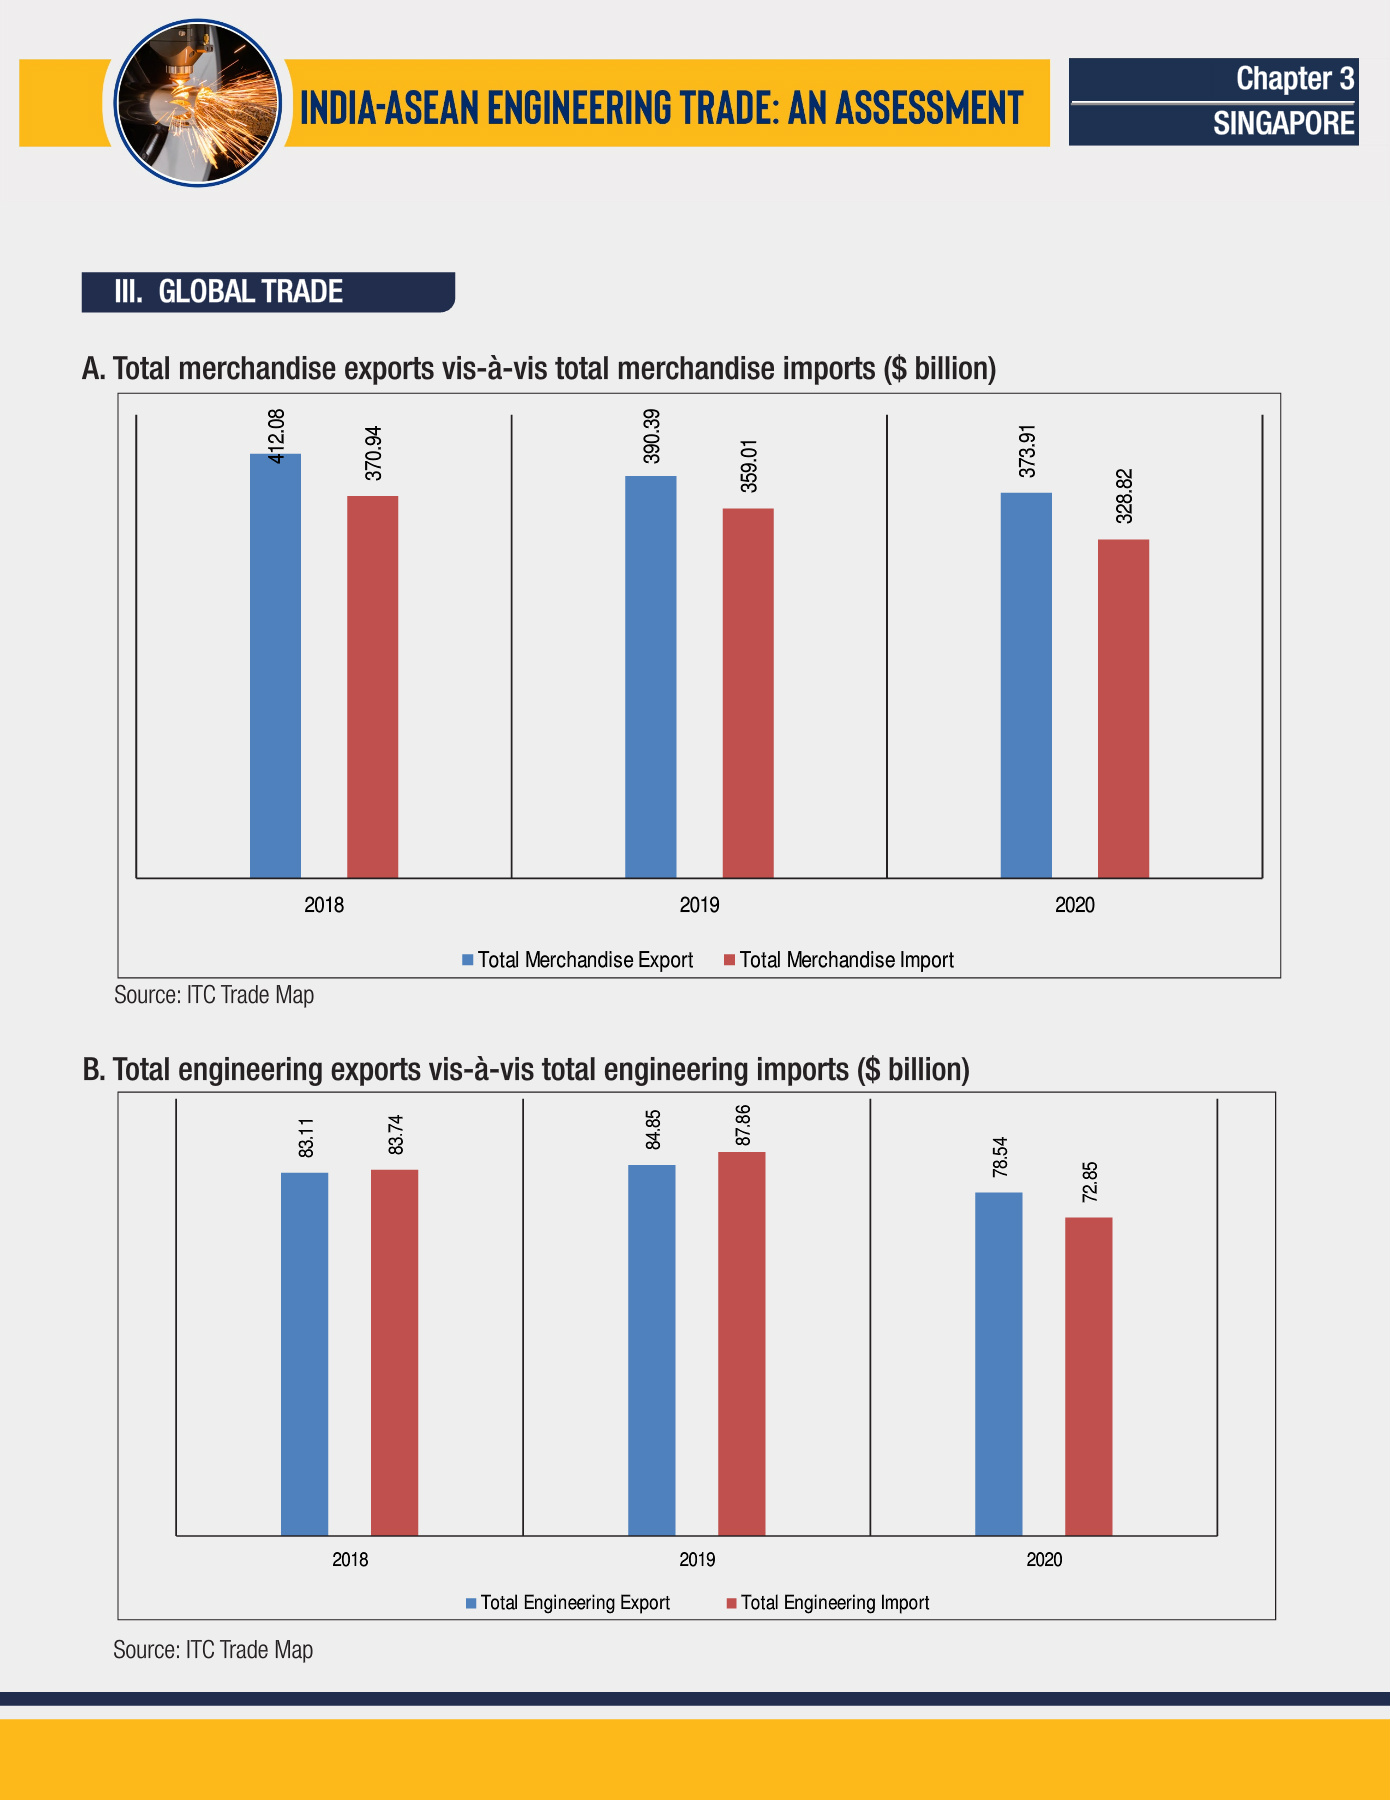 INDIA-ASEAN ENGINEERING TRADE: AN ASSESSMENT
Chapter 3
SINGAPORE
III. GLOBAL TRADE
A. Total merchandise exports vis-à-vis total merchandise imports ($ billion)
412.08
370.94
390.39
359.01
373.91
328.82
2018
2019
2020
Total Merchandise Export
Total Merchandise Import
Source: ITC Trade Map
B. Total engineering exports vis-à-vis total engineering imports ($ billion)
83.11
83.74
84.85
87.86
78.54
72.85
2018
2019
2020
Total Engineering Export
Total Engineering Import
Source: ITC Trade Map